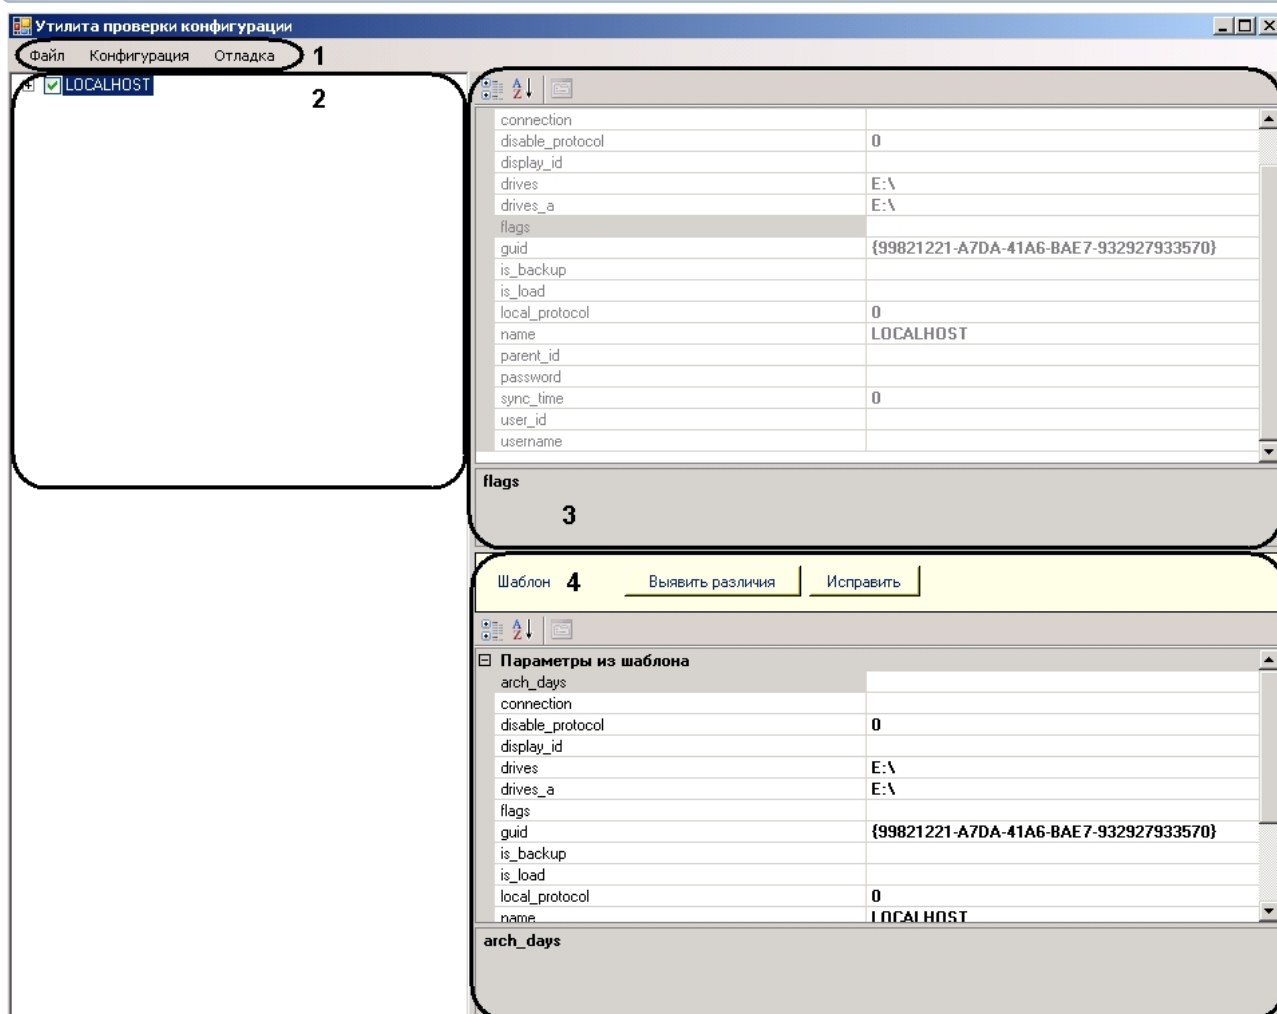 Утилита проверки конфигурации
Файл Конфигурация Отладка 1
LOCALHOST
2
connection
disable_protocol 0
display_id
drives E:\
drives_a E:\
flags
guid {99821221-A7DA-41A6-BAE7-932927933570}
is_backup
is_load
local_protocol 0
name LOCALHOST
parent_id
password
sync_time 0
user_id
username
flags
3
Шаблон 4 Выявить различия Исправить
Параметры из шаблона
arch_days
connection
disable_protocol 0
display_id
drives E:\
drives_a E:\
flags
guid {99821221-A7DA-41A6-BAE7-932927933570}
is_backup
is_load
local_protocol 0
name LOCALHOST
arch_days